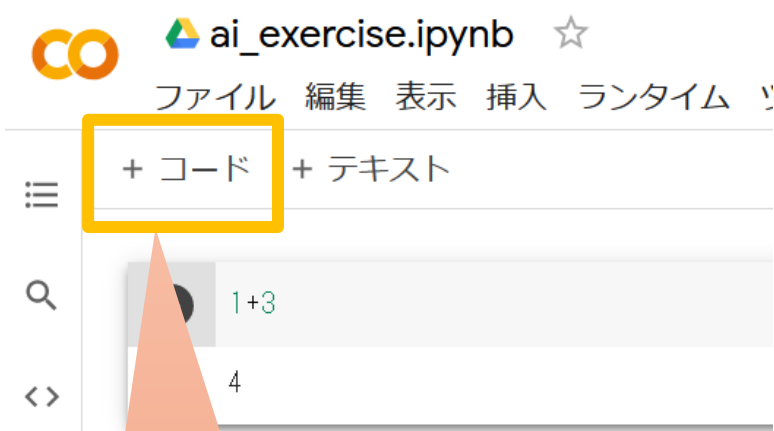 ai_exercise.ipynb
ファイル 編集 表示 挿入 ランタイム
+ コード + テキスト
1+3
4